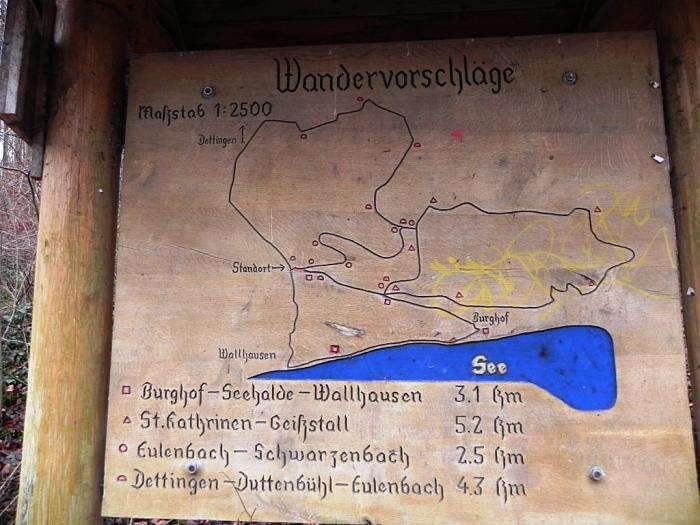 Wandervorschläge
Maßstab 1:2500
Dettingen
Standort
Burghof
Wallhausen
See
Burghof-Seehalde-Wallhausen 3.1 km
St.Kathrinen-Geißstall 5.2 km
Eulenbach-Schwarzenbach 2.5 km
Dettingen-Duttenbühl-Eulenbach 4.3 km